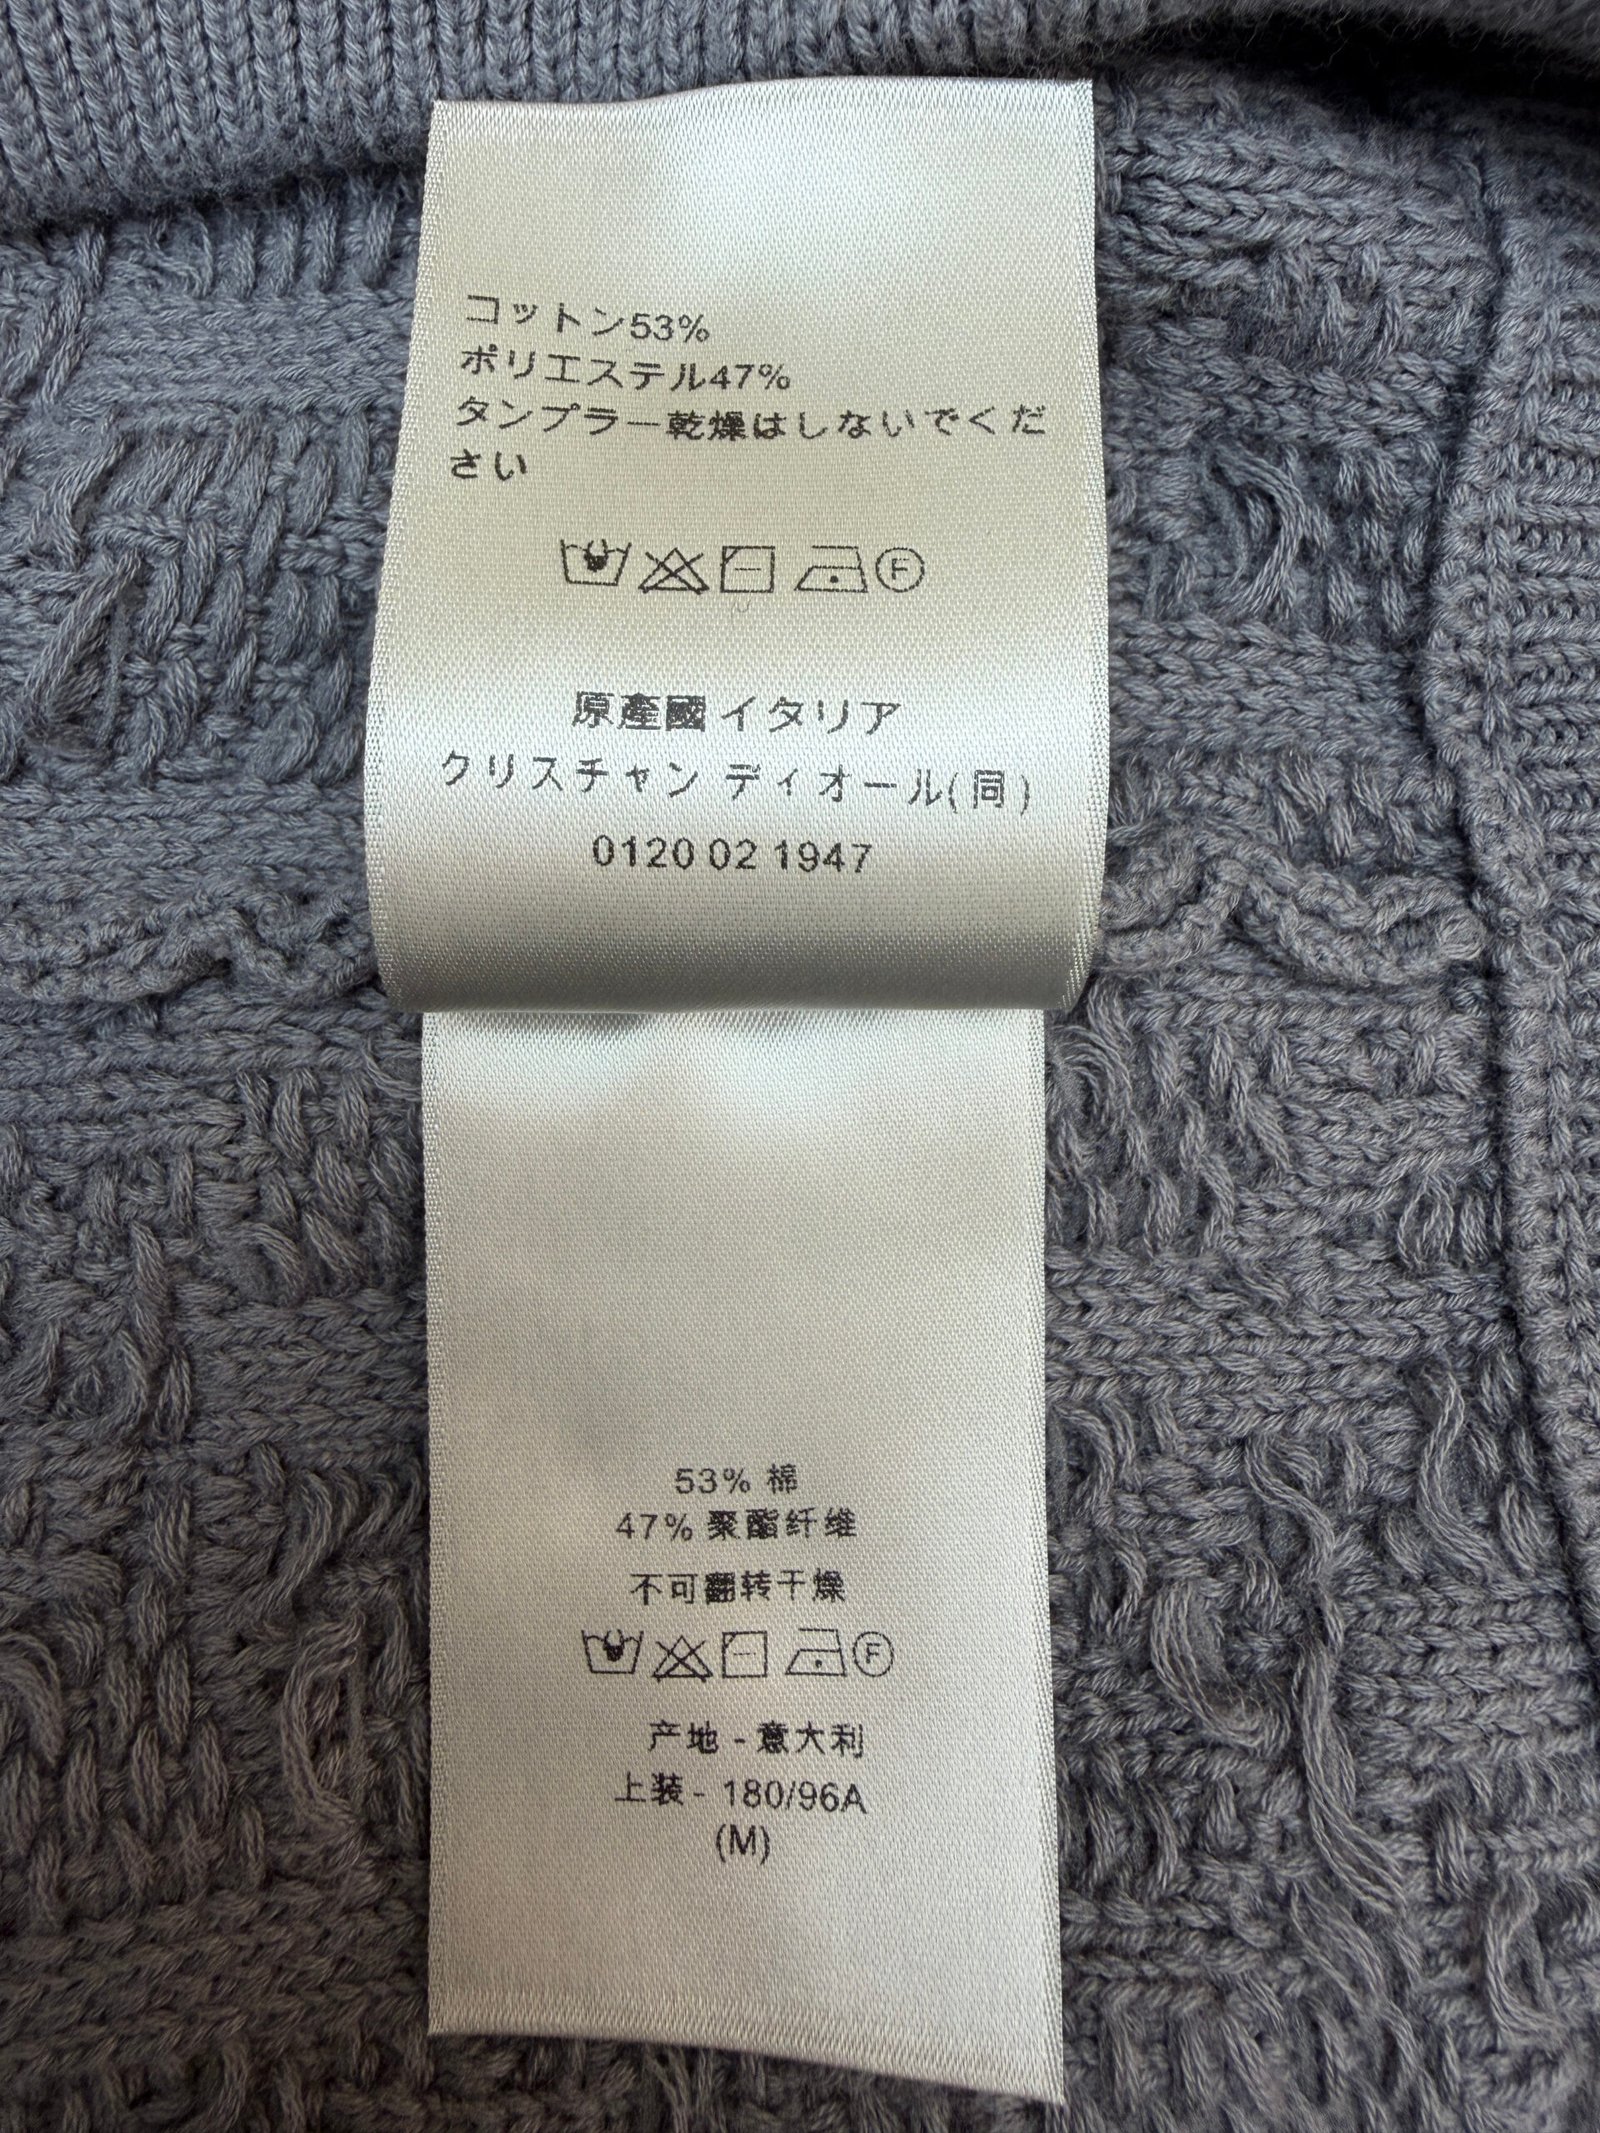 コットン53%
ポリエステル47%
タンブラー乾燥はしないでくだ
さい
F
原產國 イタリア
クリスチャン ディオール(同)
0120 02 1947
53% 棉
47% 聚酯纤维
不可翻转干燥
F
产地 - 意大利
上装 - 180/96A
(M)